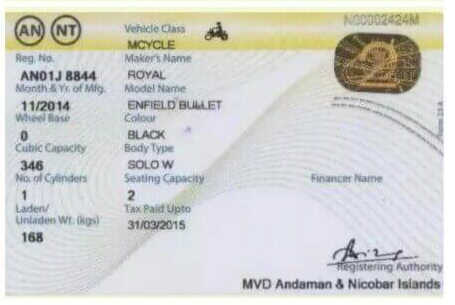 AN NT Vehicle Class N00002424M
MCYCLE
Reg. No. Maker's Name
AN01J 8844 ROYAL
Month & Yr. of Mfg. Model Name
11/2014 ENFIELD BULLET
Wheel Base Colour
0 BLACK
Cubic Capacity Body Type
346 SOLO W
No. of Cylinders Seating Capacity Financer Name
1 2
Laden/ Tax Paid Upto
Unladen Wt. (kgs) 31/03/2015
168
Registering Authority
MVD Andaman & Nicobar Islands